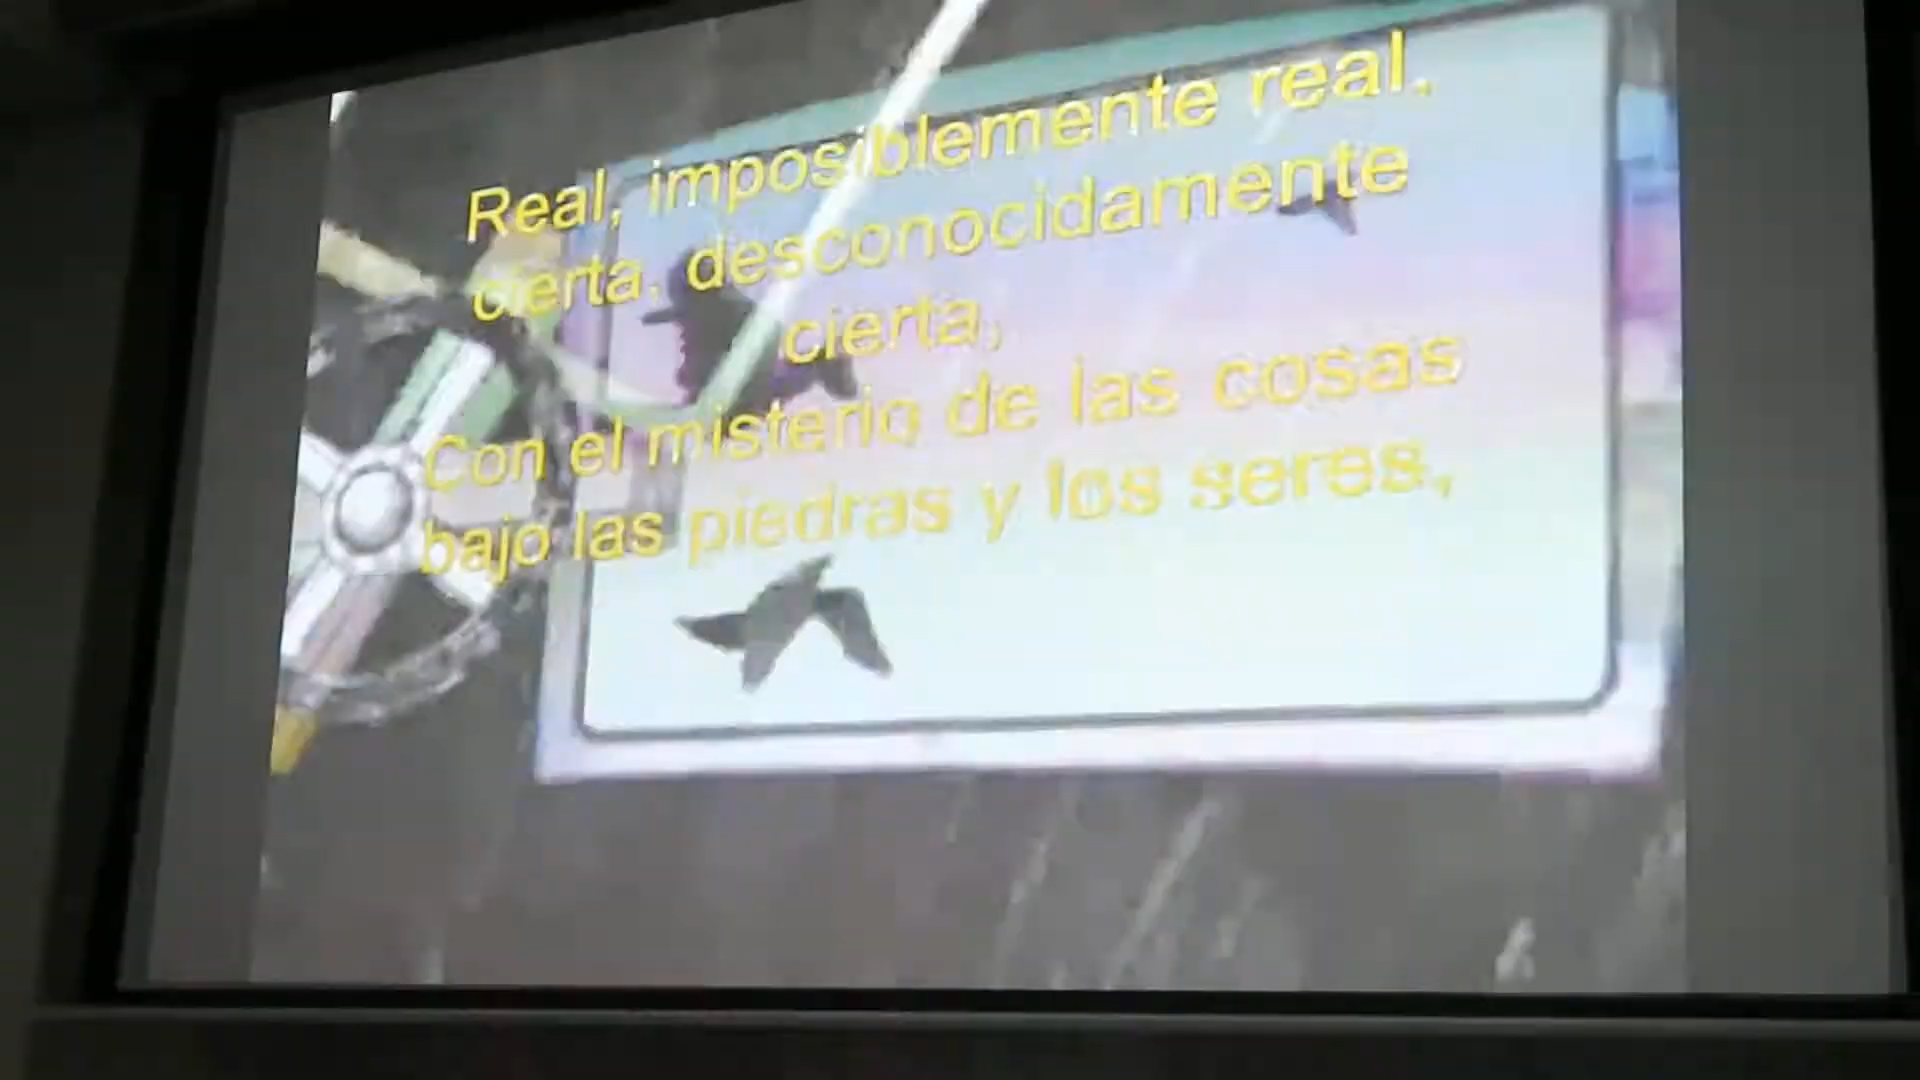 Real, imposiblemente real,
cierta, desconocidamente
cierta,
Con el misterio de las cosas
bajo las piedras y los seres,